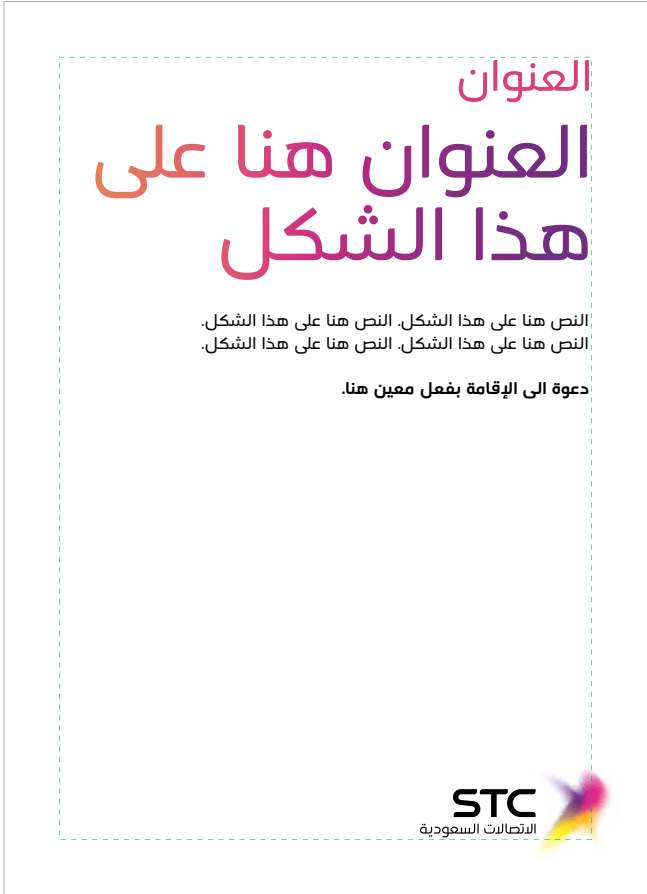 العنوان
العنوان هنا على
هذا الشكل
النص هنا على هذا الشكل. النص هنا على هذا الشكل.
النص هنا على هذا الشكل. النص هنا على هذا الشكل.
دعوة الى الإقامة بفعل معين هنا.
STC
الاتصالات السعودية